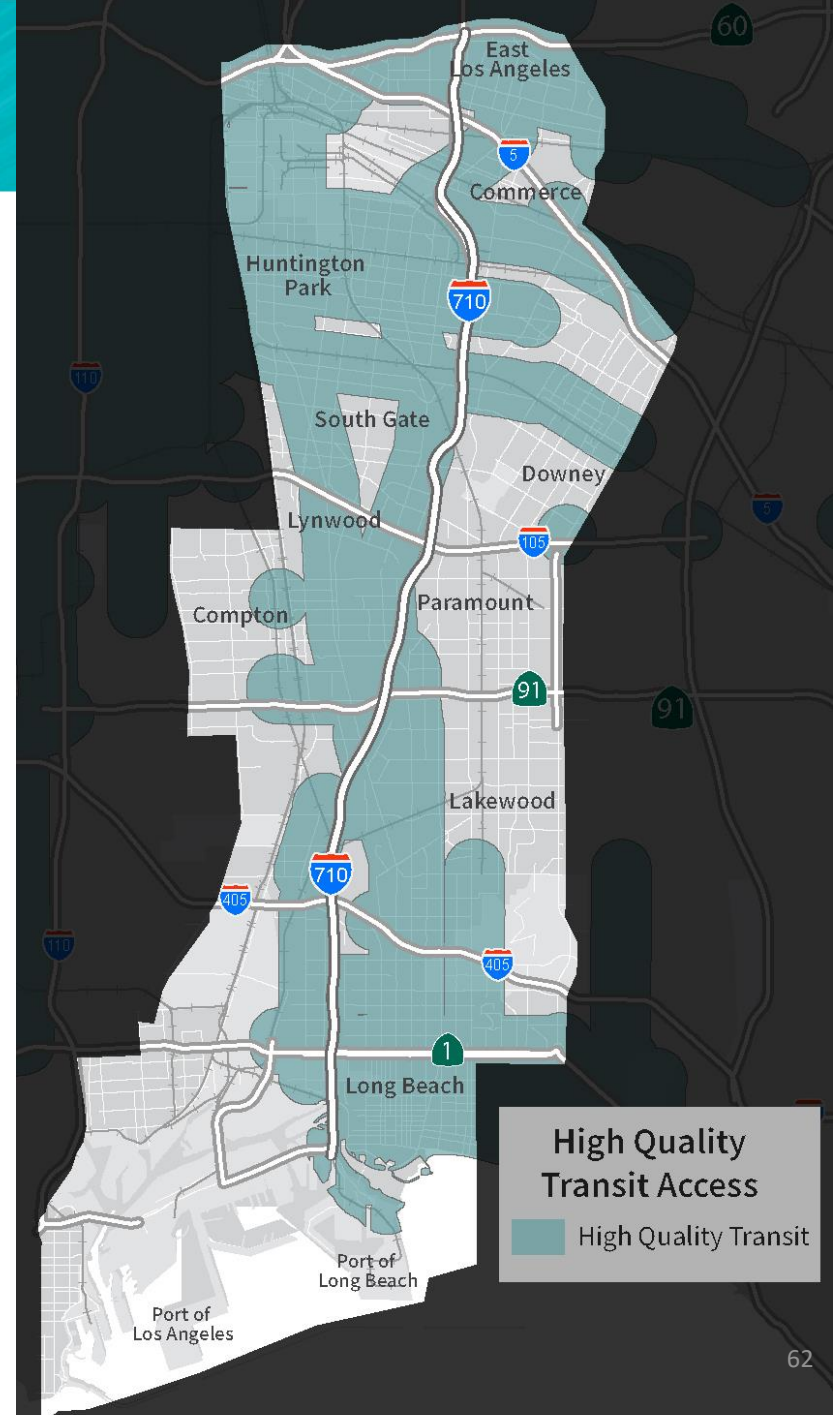 60
East
Los Angeles
5
Commerce
Huntington
Park
710
110
South Gate
Downey
5
Lynwood
105
Compton
Paramount
91
91
Lakewood
710
405
110
405
1
Long Beach
High Quality
Transit Access
High Quality Transit
Port of
Long Beach
Port of
Los Angeles
62